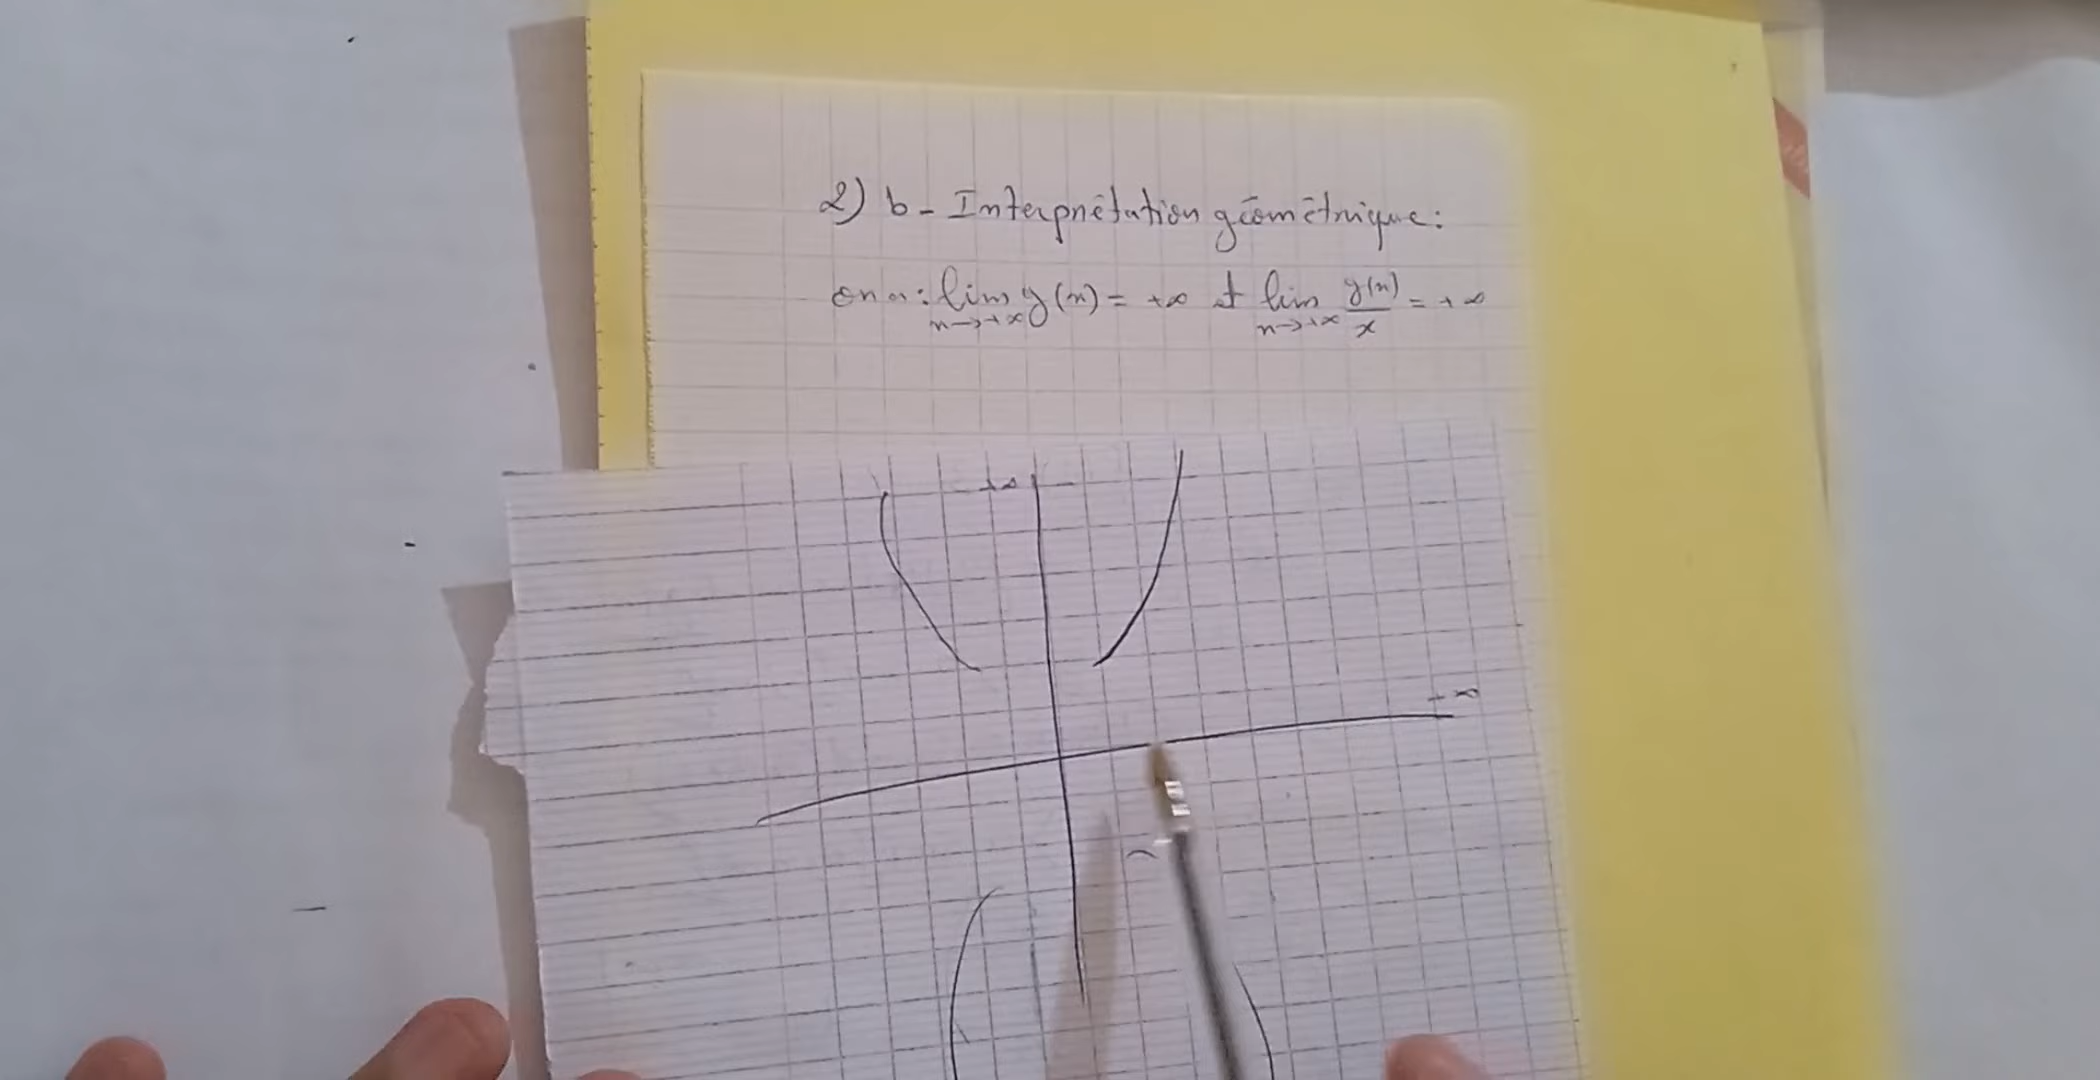 2) b- Interprétation géométrique:
on a: lim g(x) = +∞ et lim g(x)/x = +∞
x→+∞ x→+∞
+∞
+∞